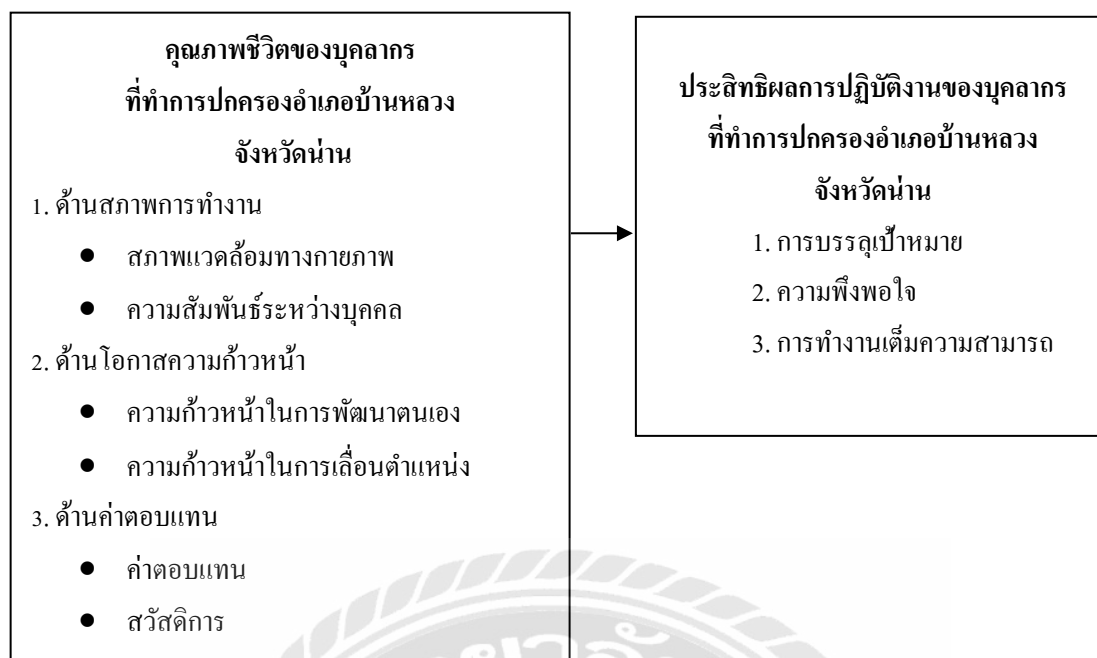 คุณภาพชีวิตของบุคลากร
ที่ทำการปกครองอำเภอบ้านหลวง
จังหวัดน่าน
1. ด้านสภาพการทำงาน
● สภาพแวดล้อมทางกายภาพ
● ความสัมพันธ์ระหว่างบุคคล
2. ด้านโอกาสความก้าวหน้า
● ความก้าวหน้าในการพัฒนาตนเอง
● ความก้าวหน้าในการเลื่อนตำแหน่ง
3. ด้านค่าตอบแทน
● ค่าตอบแทน
● สวัสดิการ
ประสิทธิผลการปฏิบัติงานของบุคลากร
ที่ทำการปกครองอำเภอบ้านหลวง
จังหวัดน่าน
1. การบรรลุเป้าหมาย
2. ความพึงพอใจ
3. การทำงานเต็มความสามารถ